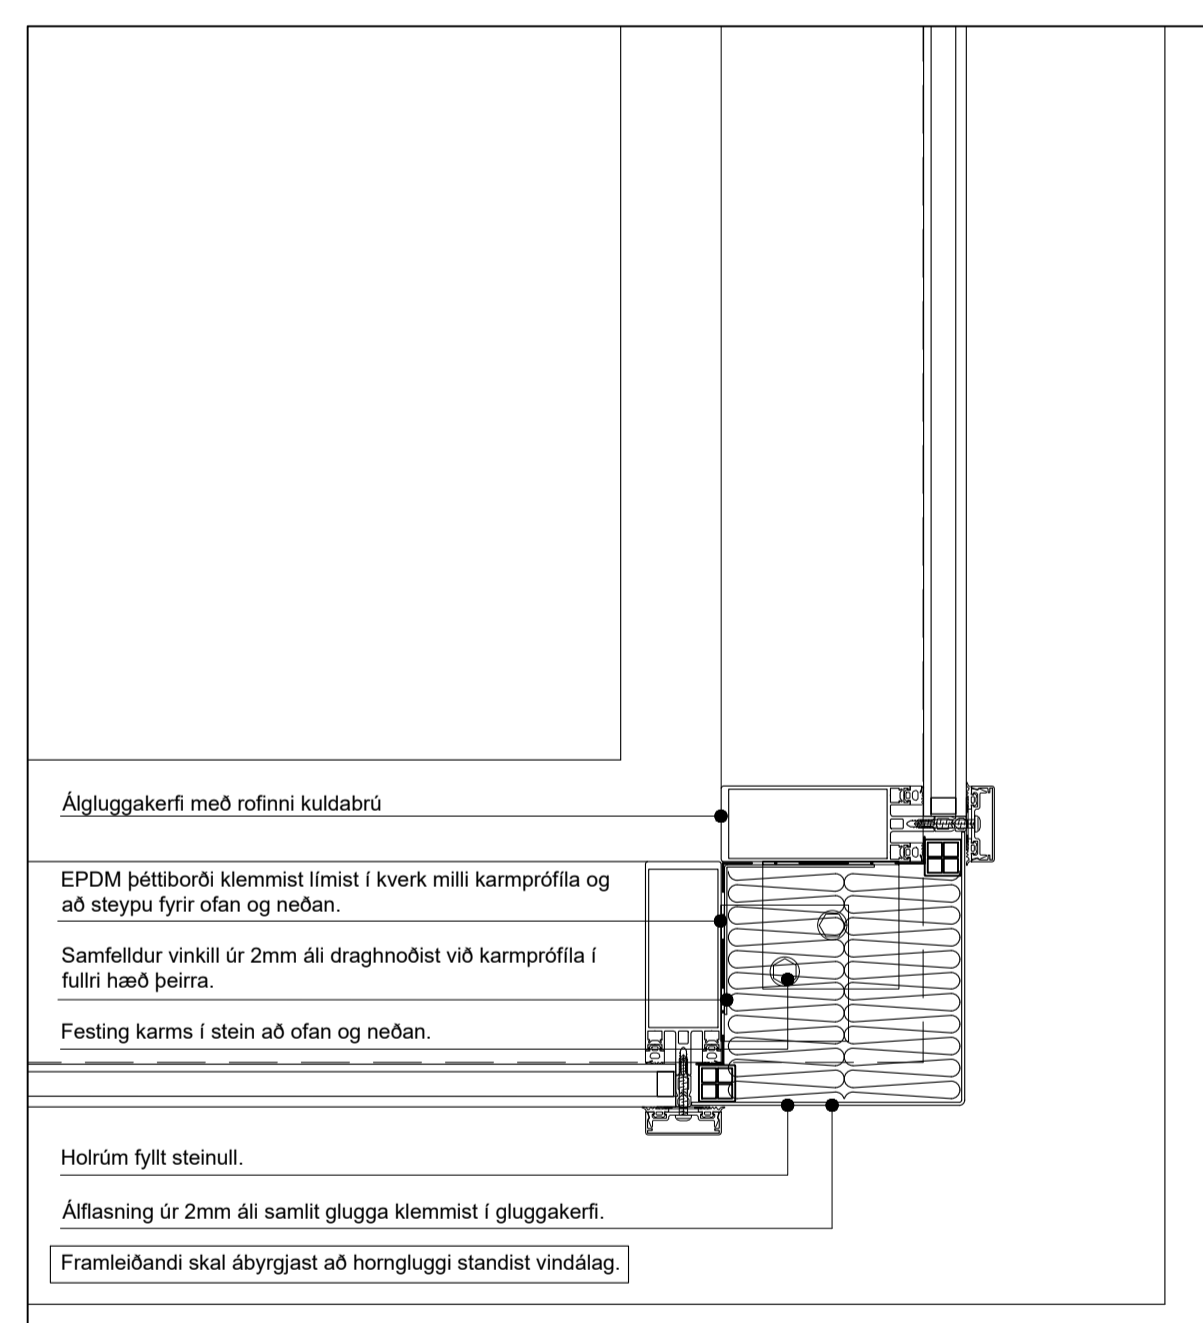 Álgluggakerfi með rofinni kuldabrú
EPDM þéttiborði klemmist límist í kverk milli karmprófíla og
að steypu fyrir ofan og neðan.
Samfelldur vinkill úr 2mm áli draghnoðist við karmprófíla í
fullri hæð þeirra.
Festing karms í stein að ofan og neðan.
Holrúm fyllt steinull.
Álflasning úr 2mm áli samlit glugga klemmist í gluggakerfi.
Framleiðandi skal ábyrgjast að horngluggi standist vindálag.